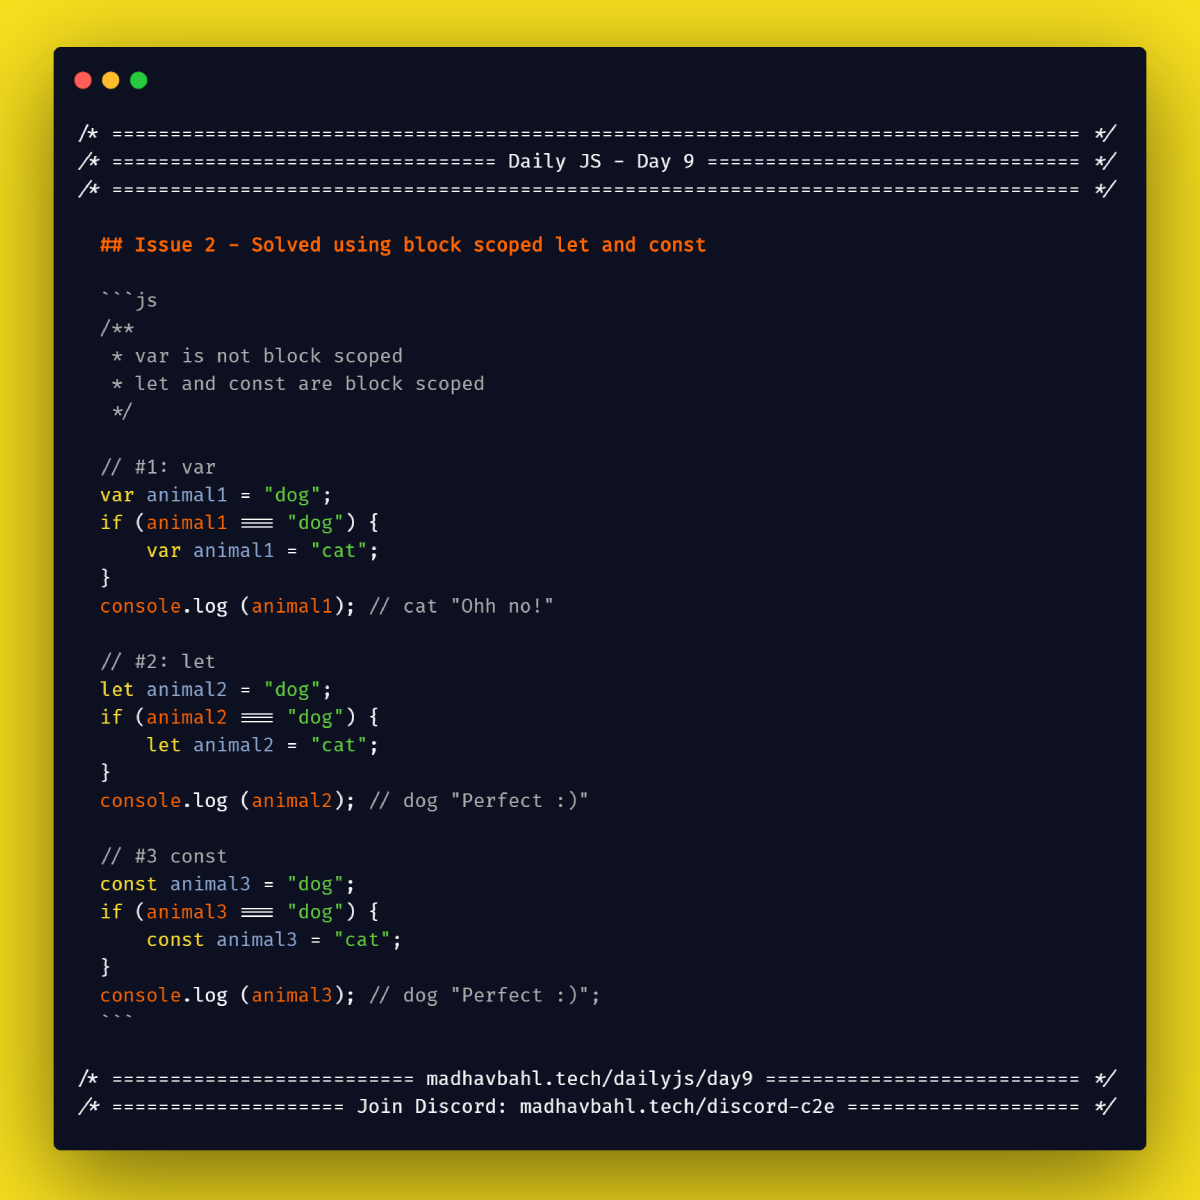 /* =================================================================================== */
/* ================================= Daily JS - Day 9 ================================ */
/* =================================================================================== */
## Issue 2 - Solved using block scoped let and const
```js
/**
 * var is not block scoped
 * let and const are block scoped
 */
// #1: var
var animal1 = "dog";
if (animal1 === "dog") {
    var animal1 = "cat";
}
console.log (animal1); // cat "Ohh no!"
// #2: let
let animal2 = "dog";
if (animal2 === "dog") {
    let animal2 = "cat";
}
console.log (animal2); // dog "Perfect :)"
// #3 const
const animal3 = "dog";
if (animal3 === "dog") {
    const animal3 = "cat";
}
console.log (animal3); // dog "Perfect :)";
```
/* ========================== madhavbahl.tech/dailyjs/day9 =========================== */
/* ==================== Join Discord: madhavbahl.tech/discord-c2e ==================== */